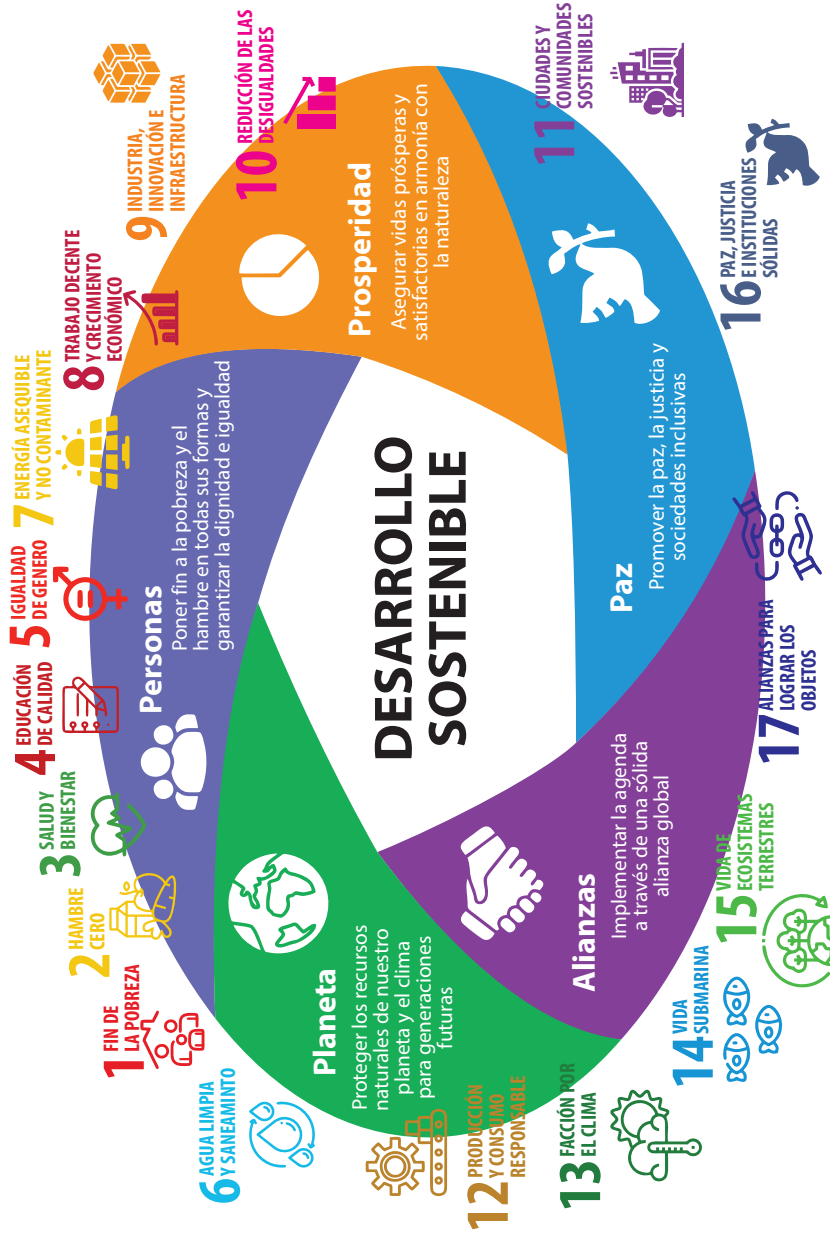 DESARROLLO
SOSTENIBLE
Personas
Poner fin a la pobreza y el
hambre en todas sus formas y
garantizar la dignidad e igualdad
Prosperidad
Asegurar vidas prósperas y
satisfactorias en armonía con
la naturaleza
Paz
Promover la paz, la justicia y
sociedades inclusivas
Alianzas
Implementar la agenda
a través de una sólida
alianza global
Planeta
Proteger los recursos
naturales de nuestro
planeta y el clima
para generaciones
futuras
1 FIN DE
LA POBREZA
2 HAMBRE
CERO
3 SALUD Y
BIENESTAR
4 EDUCACIÓN
DE CALIDAD
5 IGUALDAD
DE GENERO
6 AGUA LIMPIA
Y SANEAMINTO
7 ENERGÍA ASEQUIBLE
Y NO CONTAMINANTE
8 TRABAJO DECENTE
Y CRECIMIENTO
ECONÓMICO
9 INDUSTRIA,
INNOVACIÓN E
INFRAESTRUCTURA
10 REDUCCIÓN DE LAS
DESIGUALDADES
11 CIUDADES Y
COMUNIDADES
SOSTENIBLES
12 PRODUCCIÓN
Y CONSUMO
RESPONSABLE
13 FACCIÓN POR
EL CLIMA
14 VIDA
SUBMARINA
15 VIDA DE
ECOSISTEMAS
TERRESTRES
16 PAZ, JUSTICIA
E INSTITUCIONES
SÓLIDAS
17 ALIANZAS PARA
LOGRAR LOS
OBJETOS